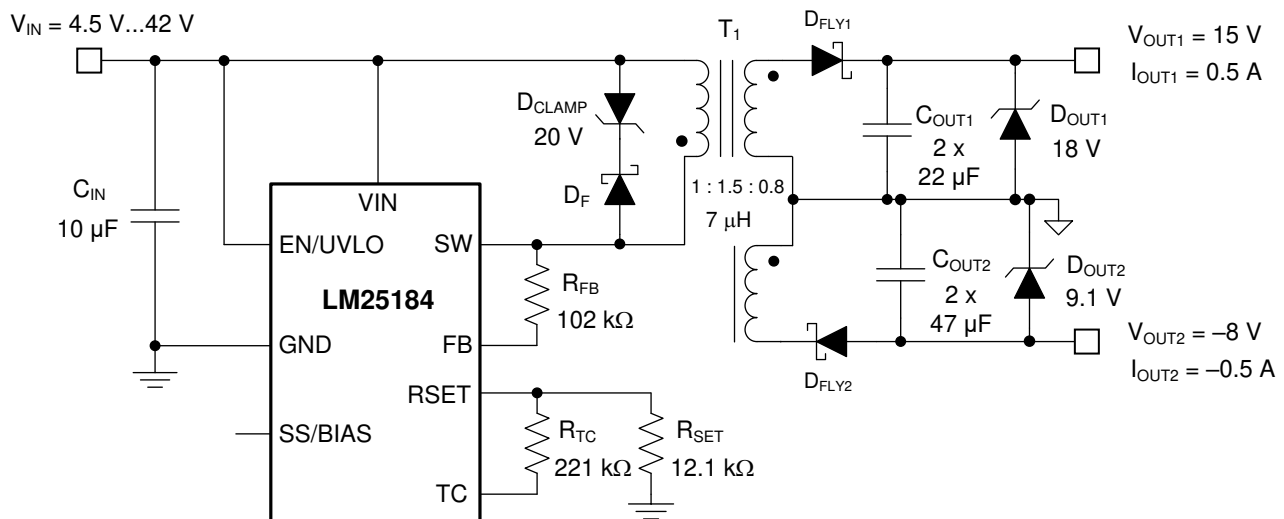 V_IN = 4.5 V...42 V
T_1
D_FLY1
V_OUT1 = 15 V
I_OUT1 = 0.5 A
D_CLAMP
20 V
D_F
C_OUT1
2 x
22 µF
D_OUT1
18 V
C_IN
10 µF
1 : 1.5 : 0.8
7 µH
VIN
EN/UVLO
SW
LM25184
R_FB
102 kΩ
C_OUT2
2 x
47 µF
D_OUT2
9.1 V
GND
FB
D_FLY2
V_OUT2 = –8 V
I_OUT2 = –0.5 A
RSET
SS/BIAS
R_TC
221 kΩ
R_SET
12.1 kΩ
TC